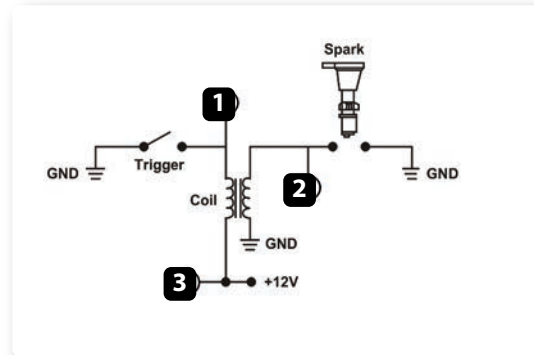 Spark
1
GND
Trigger
GND
Coil
2
GND
3
+12V